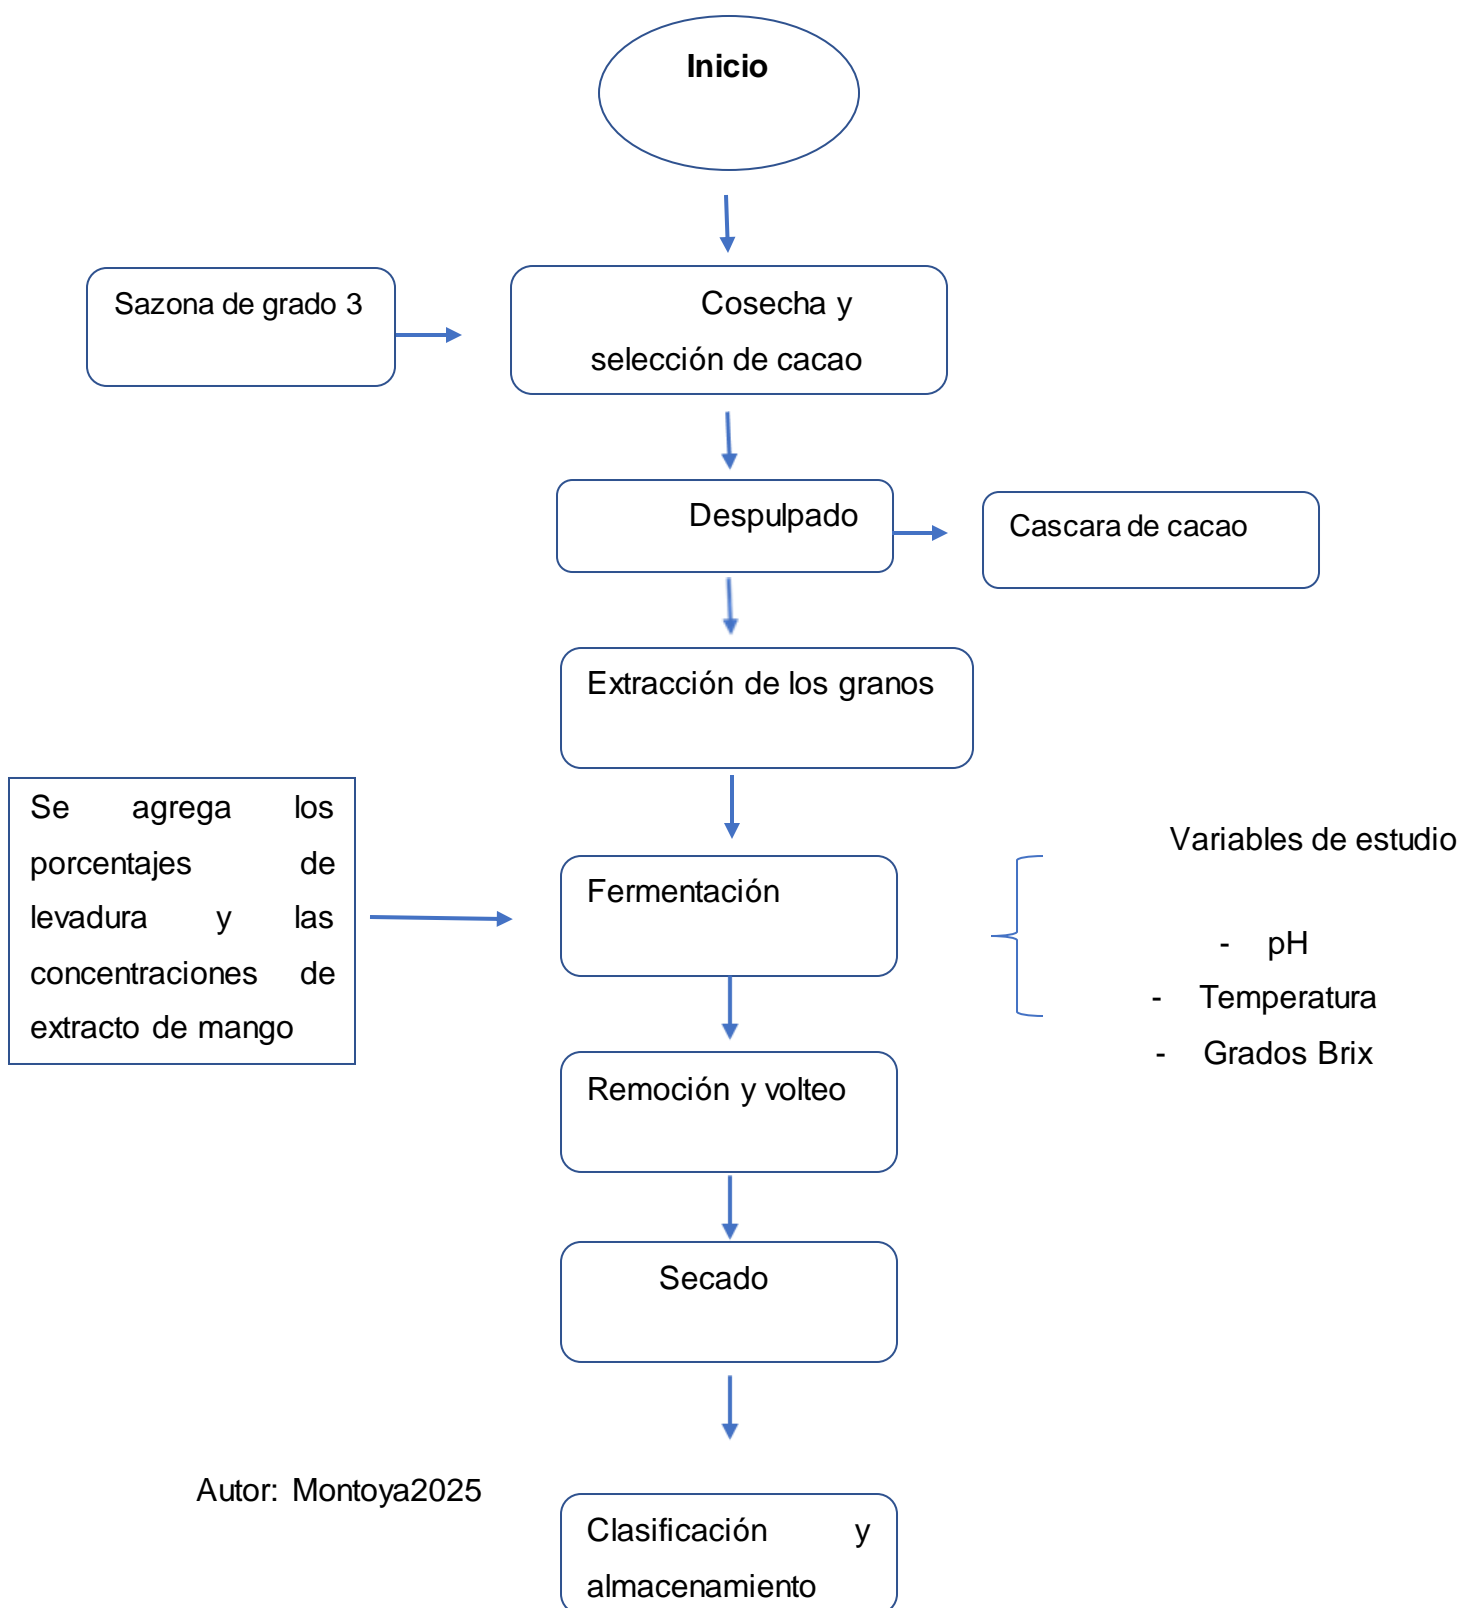 Inicio
Sazona de grado 3
Cosecha y
selección de cacao
Despulpado
Cascara de cacao
Extracción de los granos
Se agrega los
porcentajes de
levadura y las
concentraciones de
extracto de mango
Fermentación
Variables de estudio
- pH
- Temperatura
- Grados Brix
Remoción y volteo
Secado
Autor: Montoya2025
Clasificación y
almacenamiento